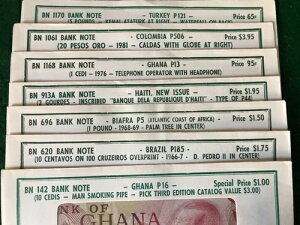 BN 1170 BANK NOTE - TURKEY P121 - Price 65¢
- WATERFALL ON BACK)
BN 1061 BANK NOTE - COLOMBIA P506 - Price $3.95
(20 PESOS ORO - 1981 - CALDAS WITH GLOBE AT RIGHT)
BN 1168 BANK NOTE - GHANA P13 - Price 95¢
(1 CEDI - 1976 - TELEPHONE OPERATOR WITH HEADPHONE)
BN 913A BANK NOTE - HAITI, NEW ISSUE - Price $1.95
(2 GOURDES - INSCRIBED "BANQUE DELA REPUBLIQUE D'HAITI" - TYPE OF P44)
BN 696 BANK NOTE - BIAFRA P5 (ATLANTIC COAST OF AFRICA) Price $1.50
(1 POUND - 1968-69 - PALM TREE IN CENTER)
BN 620 BANK NOTE - BRAZIL P185 - Price $1.75
(10 CENTAVOS ON 100 CRUZEIROS OVERPRINT - 1966-7 - D. PEDRO II IN CENTER)
BN 142 BANK NOTE - GHANA P16 - Special Price $1.00
(10 CEDIS - MAN SMOKING PIPE - PICK THIRD EDITION CATALOG VALUE $3.00)
NK OF GHANA